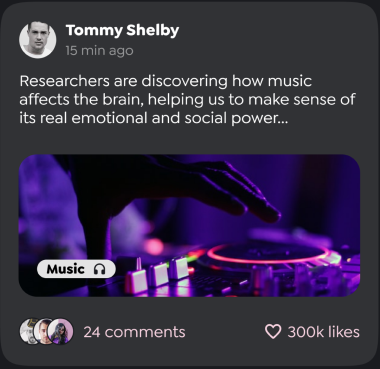 Tommy Shelby
15 min ago
Researchers are discovering how music
affects the brain, helping us to make sense of
its real emotional and social power...
Music
24 comments
300k likes